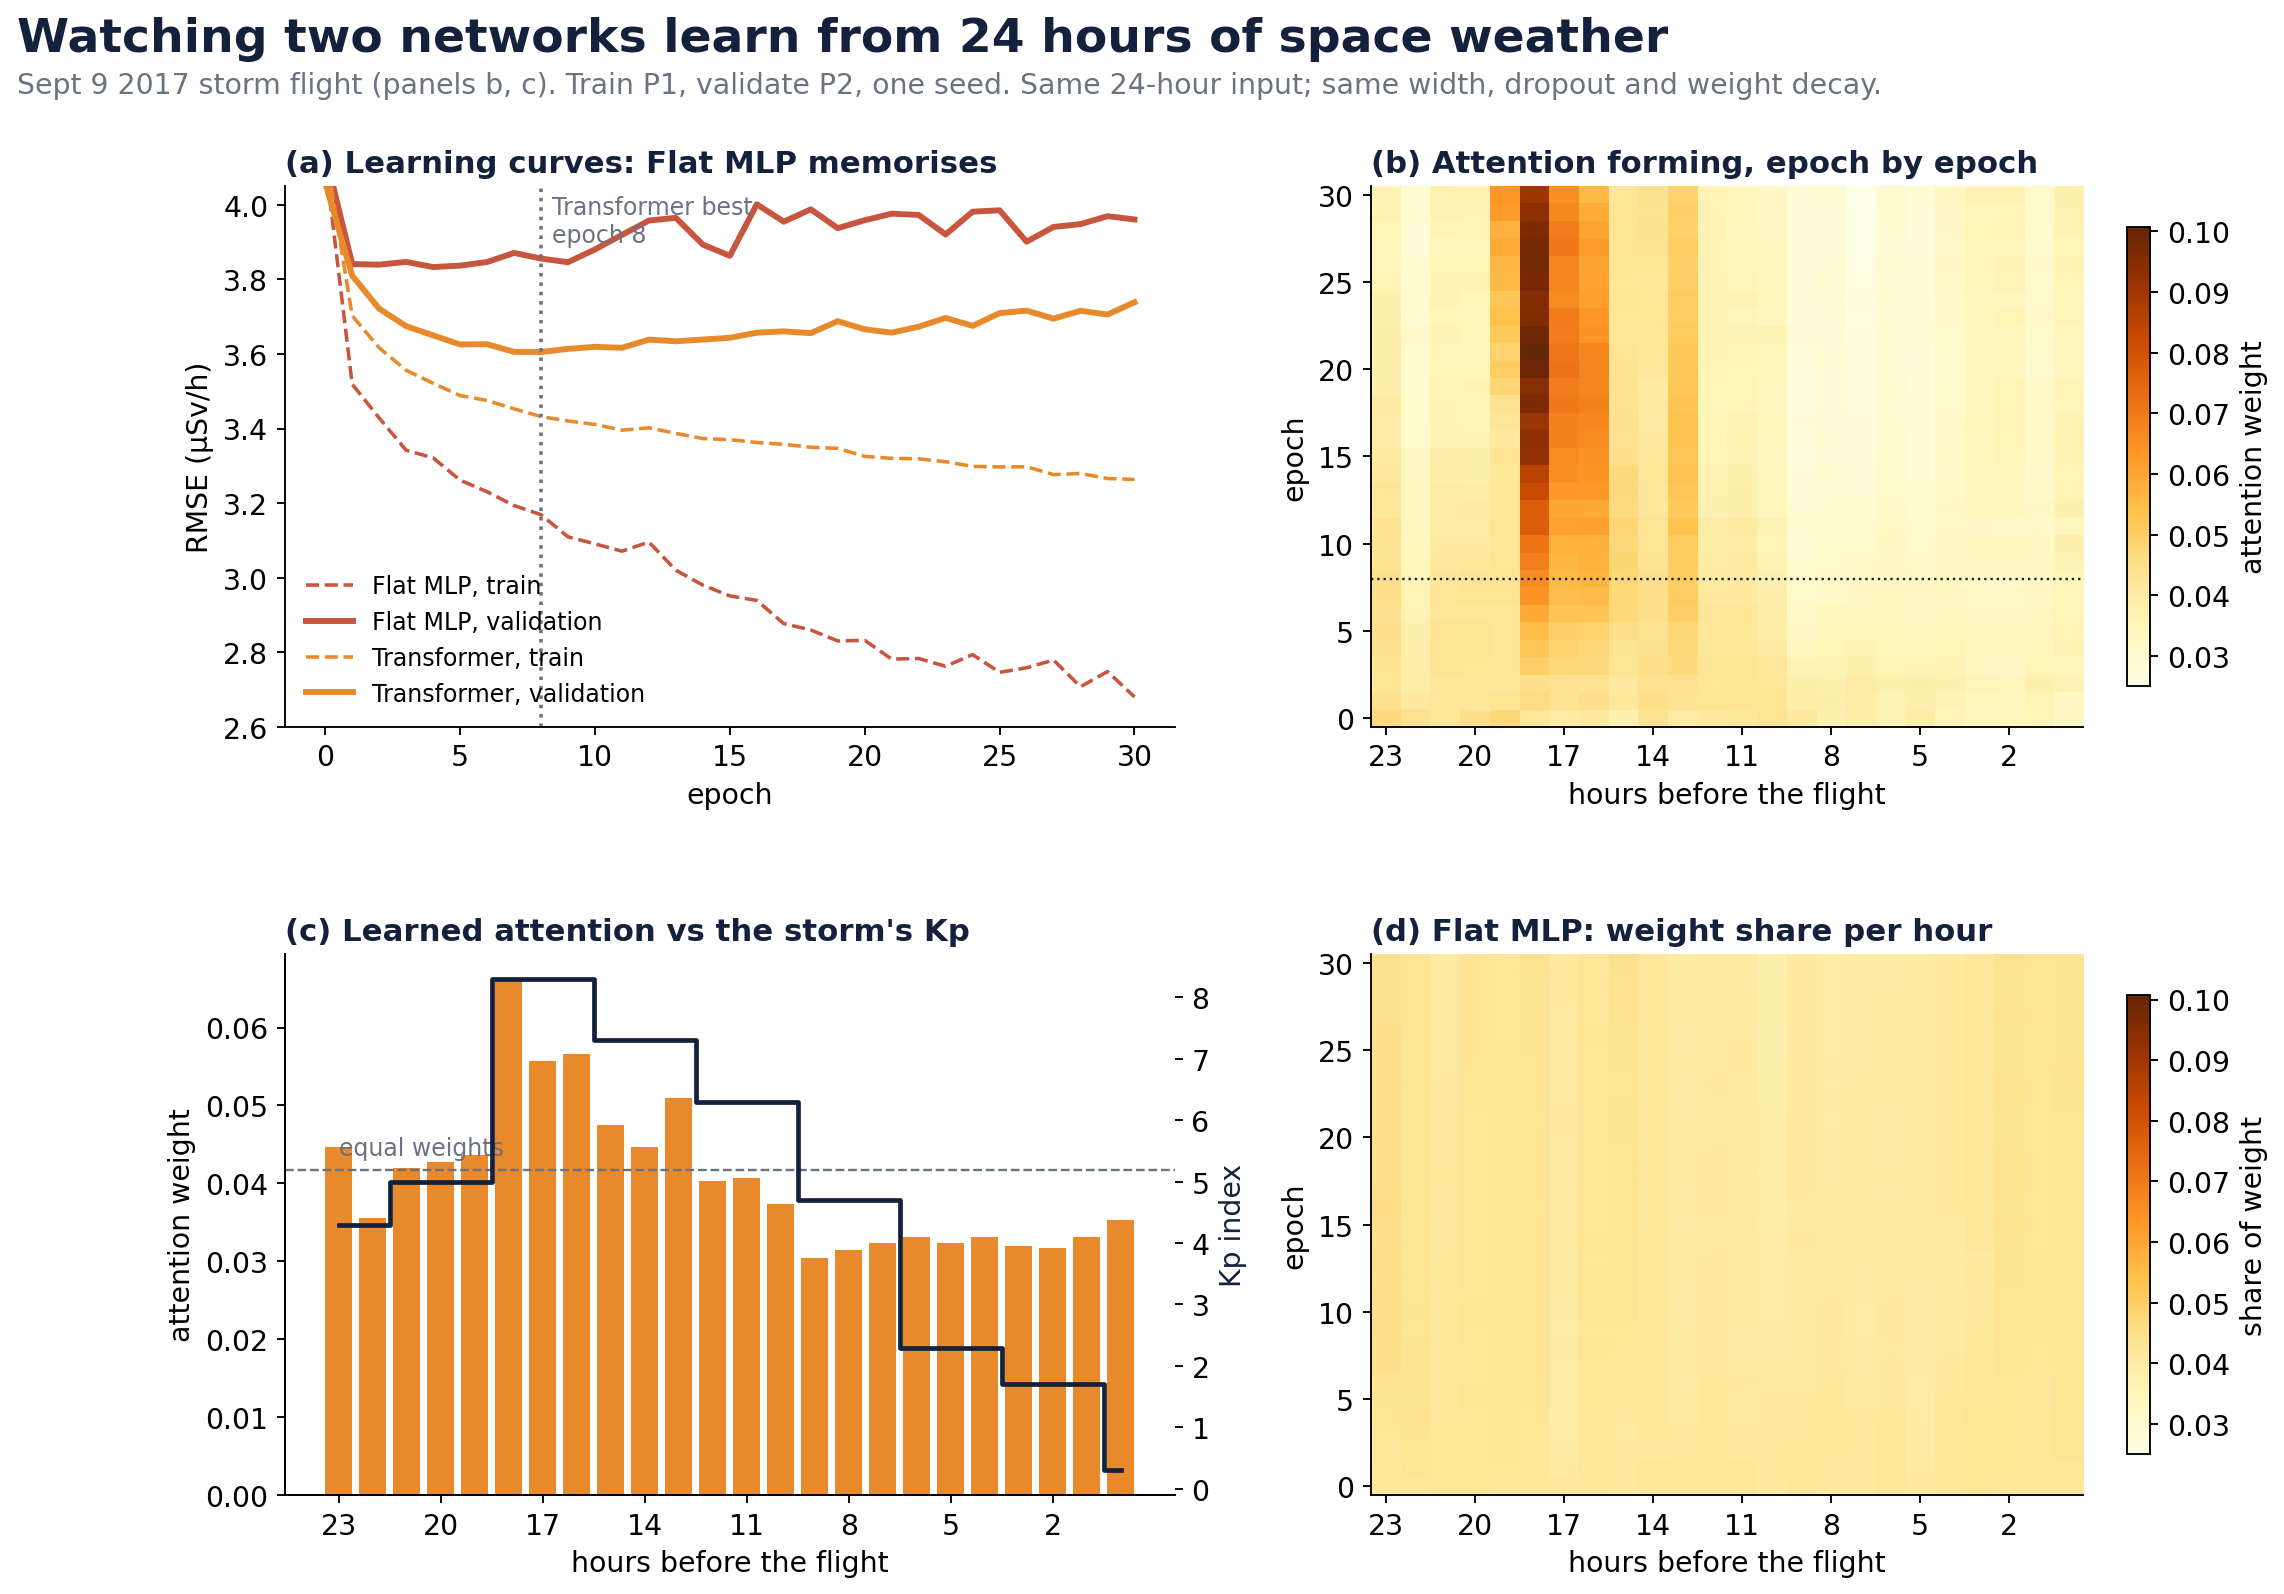 Watching two networks learn from 24 hours of space weather
Sept 9 2017 storm flight (panels b, c). Train P1, validate P2, one seed. Same 24-hour input; same width, dropout and weight decay.
(a) Learning curves: Flat MLP memorises
Transformer best
epoch 8
4.0
3.8
3.6
3.4
3.2
3.0
2.8
2.6
RMSE (µSv/h)
Flat MLP, train
Flat MLP, validation
Transformer, train
Transformer, validation
0 5 10 15 20 25 30
epoch
(b) Attention forming, epoch by epoch
30
25
20
15
10
5
0
epoch
23 20 17 14 11 8 5 2
hours before the flight
0.10
0.09
0.08
0.07
0.06
0.05
0.04
0.03
attention weight
(c) Learned attention vs the storm's Kp
0.06
0.05
0.04
0.03
0.02
0.01
0.00
attention weight
equal weights
8
7
6
5
4
3
2
1
0
Kp index
23 20 17 14 11 8 5 2
hours before the flight
(d) Flat MLP: weight share per hour
30
25
20
15
10
5
0
epoch
23 20 17 14 11 8 5 2
hours before the flight
0.10
0.09
0.08
0.07
0.06
0.05
0.04
0.03
share of weight